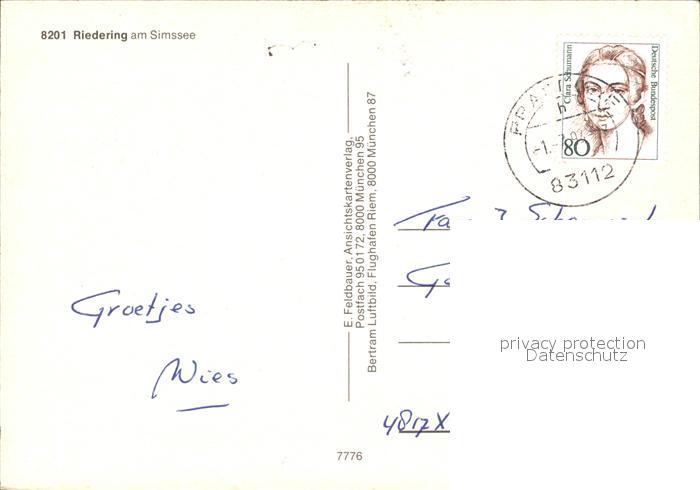 8201 Riedering am Simssee
Clara Schumann
Deutsche Bundespost
80
83112
E. Feldbauer, Ansichtskartenverlag,
Postfach 95 01 72, 8000 München 95
Bertram Luftbild, Flughafen Riem, 8000 München 87
Groetjes
Wies
4817X
privacy protection
Datenschutz
7776